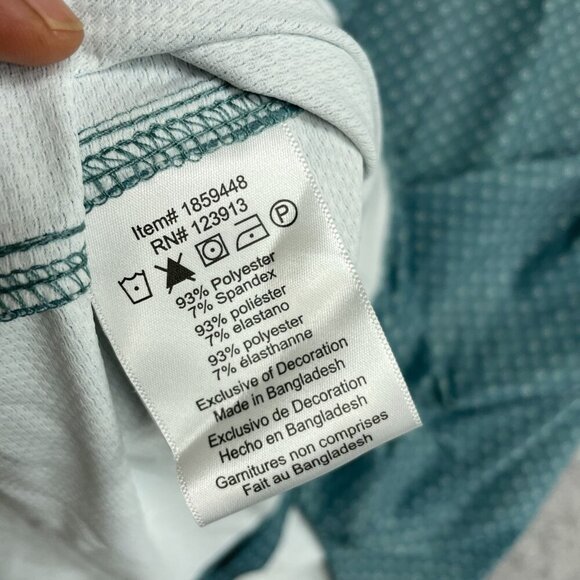 Item# 1859448
RN# 123913
P
93% Polyester
7% Spandex
93% poliéster
7% elastano
93% polyester
7% élasthanne
Exclusive of Decoration
Made in Bangladesh
Exclusivo de Decoration
Hecho en Bangladesh
Garnitures non comprises
Fait au Bangladesh